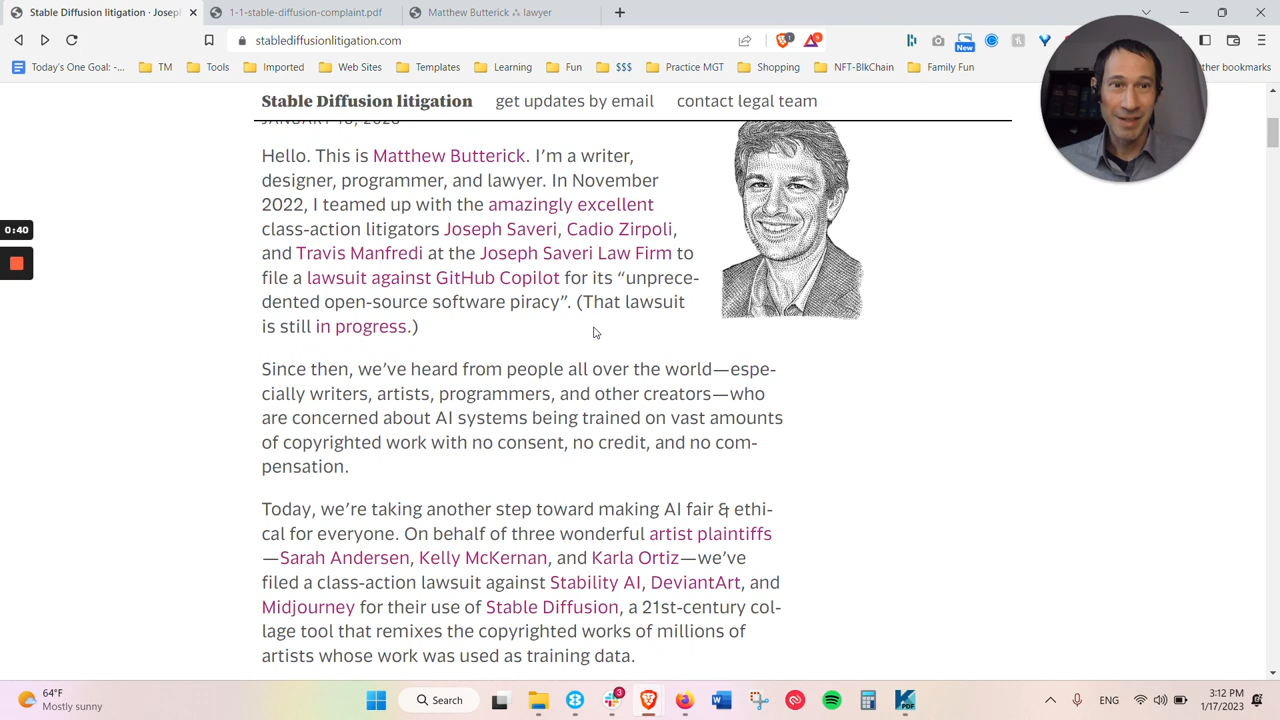 Stable Diffusion litigation · Josep
1-1-stable-diffusion-complaint.pdf
Matthew Butterick ⁂ lawyer
stablediffusionlitigation.com
New
Today's One Goal: -...
TM
Tools
Imported
Web Sites
Templates
Learning
Fun
$$$
Practice MGT
Shopping
NFT-BlkChain
Family Fun
ther bookmarks
Stable Diffusion litigation
get updates by email
contact legal team
Hello. This is Matthew Butterick. I’m a writer,
designer, programmer, and lawyer. In November
2022, I teamed up with the amazingly excellent
class-action litigators Joseph Saveri, Cadio Zirpoli,
and Travis Manfredi at the Joseph Saveri Law Firm to
file a lawsuit against GitHub Copilot for its “unprece-
dented open-source software piracy”. (That lawsuit
is still in progress.)
0:40
Since then, we’ve heard from people all over the world—espe-
cially writers, artists, programmers, and other creators—who
are concerned about AI systems being trained on vast amounts
of copyrighted work with no consent, no credit, and no com-
pensation.
Today, we’re taking another step toward making AI fair & ethi-
cal for everyone. On behalf of three wonderful artist plaintiffs
—Sarah Andersen, Kelly McKernan, and Karla Ortiz—we’ve
filed a class-action lawsuit against Stability AI, DeviantArt, and
Midjourney for their use of Stable Diffusion, a 21st-century col-
lage tool that remixes the copyrighted works of millions of
artists whose work was used as training data.
64°F
Mostly sunny
Search
3
ENG
3:12 PM
1/17/2023